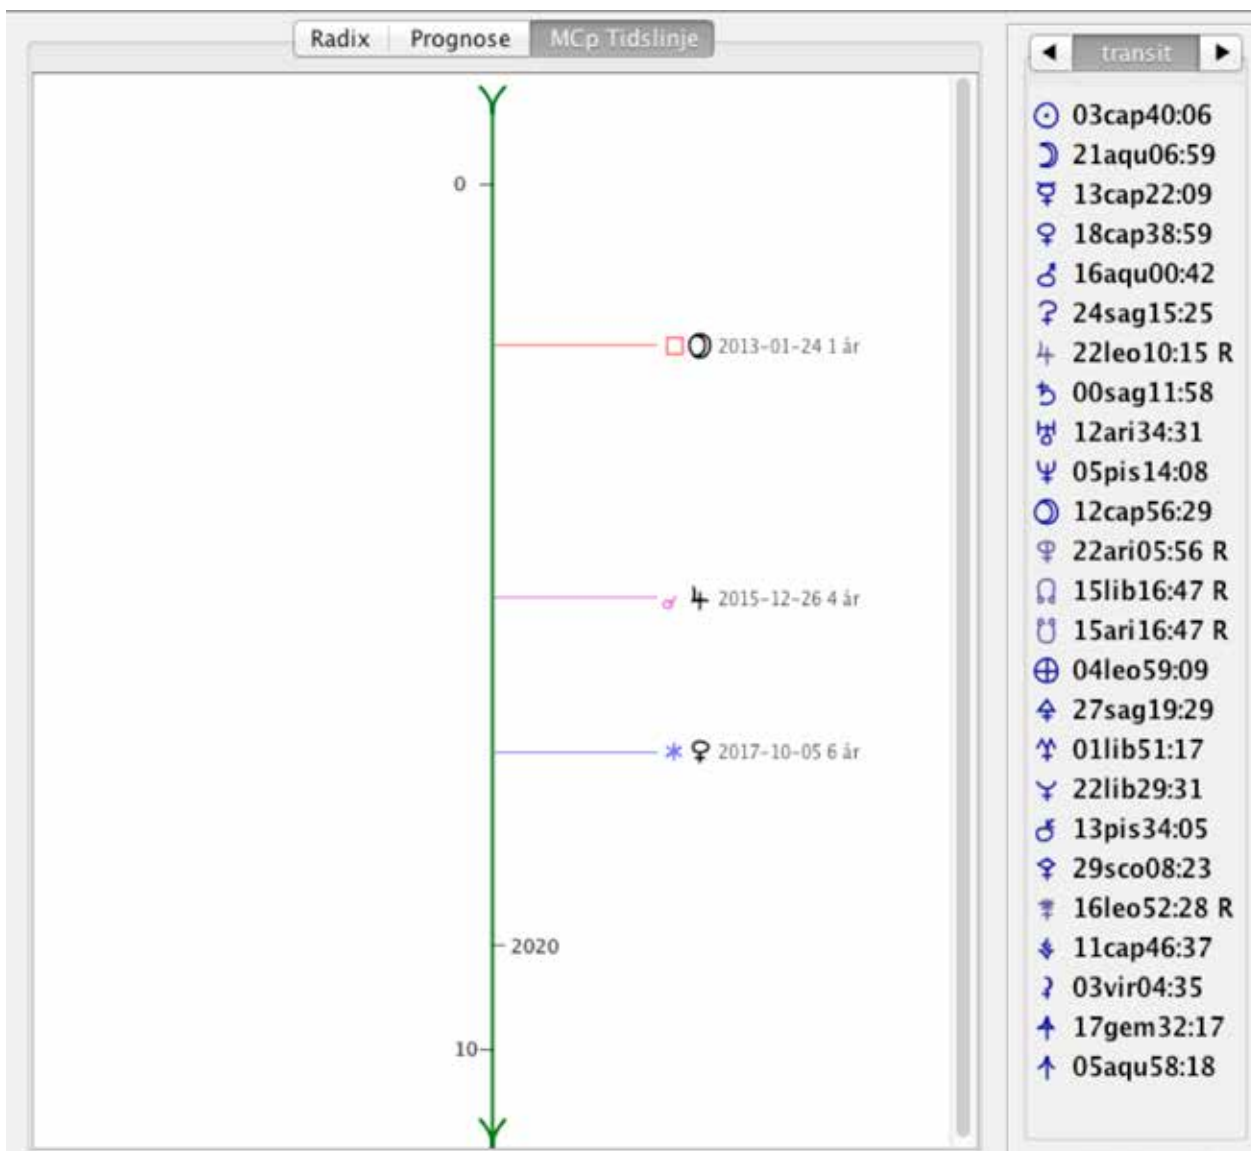 Radix Prognose MCp Tidslinje
0
2013-01-24 1 år
2015-12-26 4 år
2017-10-05 6 år
2020
10
transit
03cap40:06
21aqu06:59
13cap22:09
18cap38:59
16aqu00:42
24sag15:25
22leo10:15 R
00sag11:58
12ari34:31
05pis14:08
12cap56:29
22ari05:56 R
15lib16:47 R
15ari16:47 R
04leo59:09
27sag19:29
01lib51:17
22lib29:31
13pis34:05
29sco08:23
16leo52:28 R
11cap46:37
03vir04:35
17gem32:17
05aqu58:18